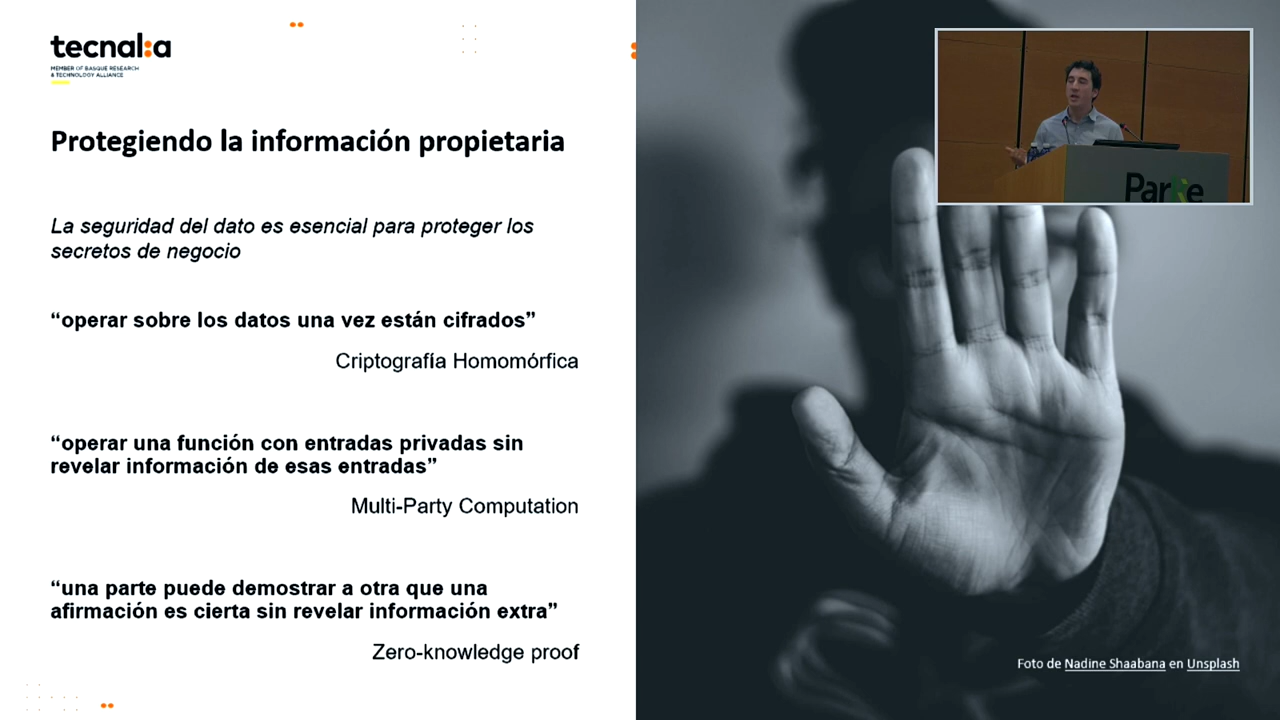 tecnal:a
MEMBER OF BASQUE RESEARCH
& TECHNOLOGY ALLIANCE
Protegiendo la información propietaria
La seguridad del dato es esencial para proteger los
secretos de negocio
“operar sobre los datos una vez están cifrados”
Criptografía Homomórfica
“operar una función con entradas privadas sin
revelar información de esas entradas”
Multi-Party Computation
“una parte puede demostrar a otra que una
afirmación es cierta sin revelar información extra”
Zero-knowledge proof
Foto de Nadine Shaabana en Unsplash